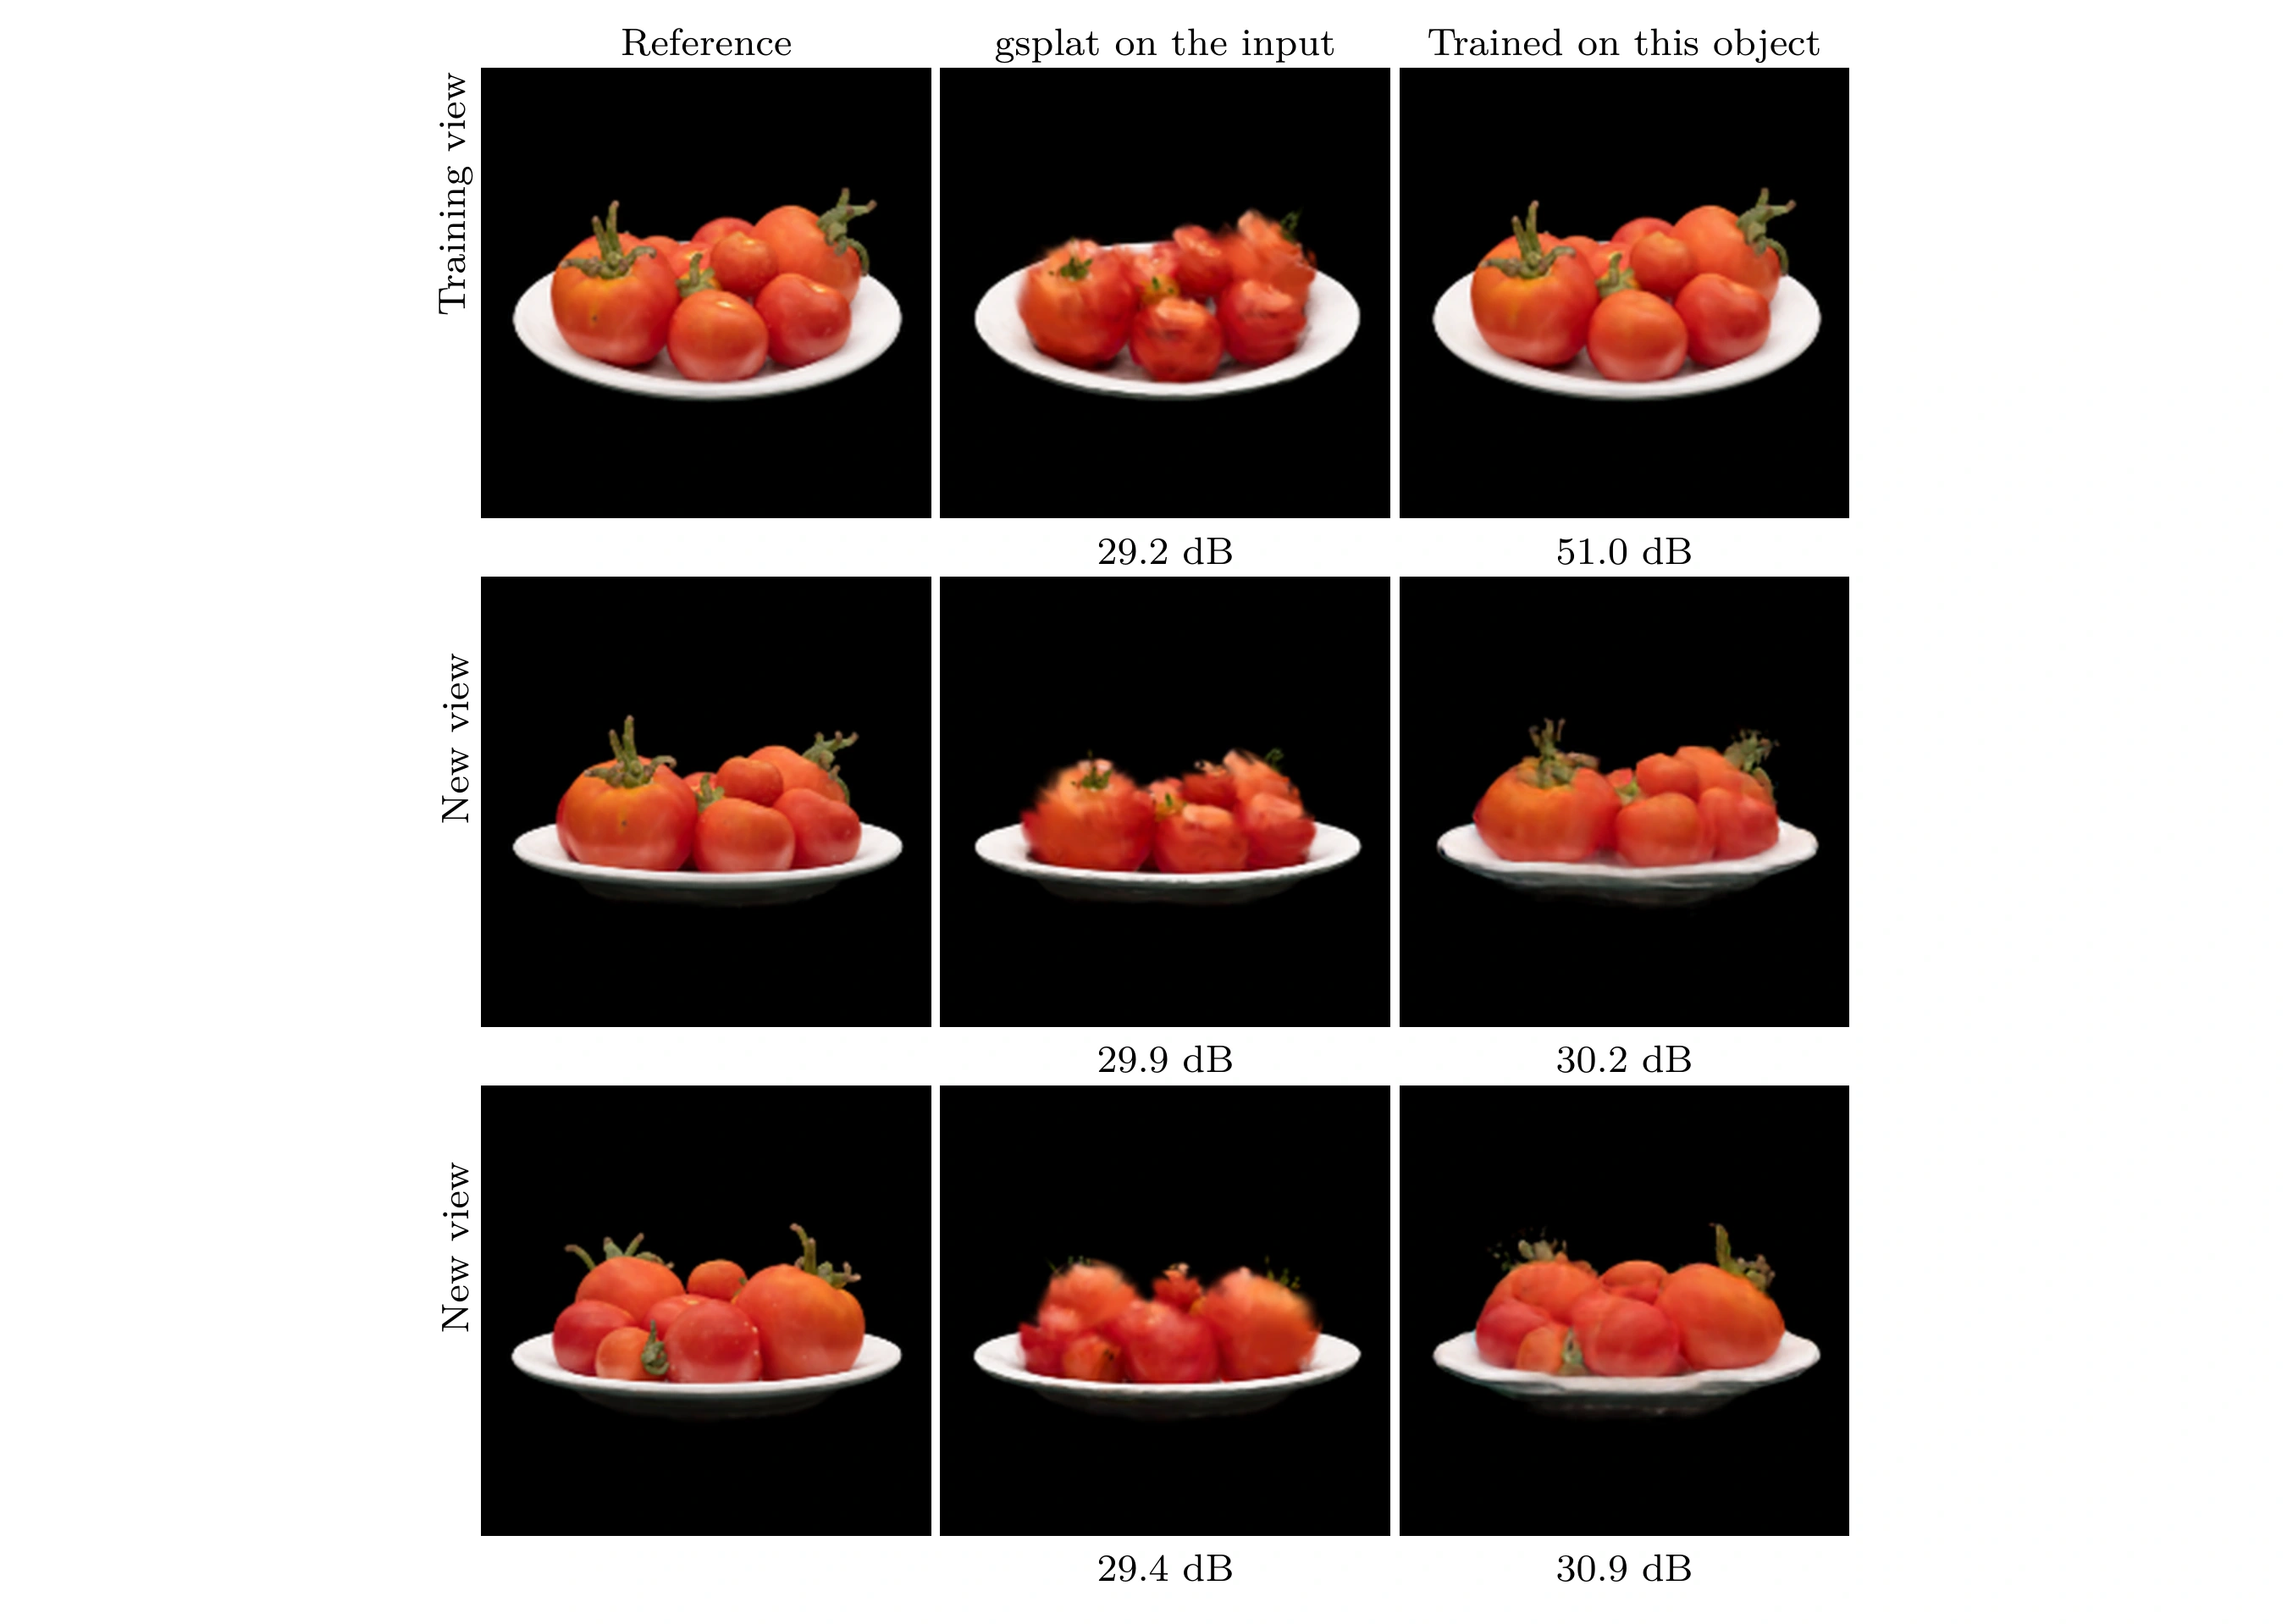 Reference
gsplat on the input
Trained on this object
Training view
29.2 dB
51.0 dB
New view
29.9 dB
30.2 dB
New view
29.4 dB
30.9 dB